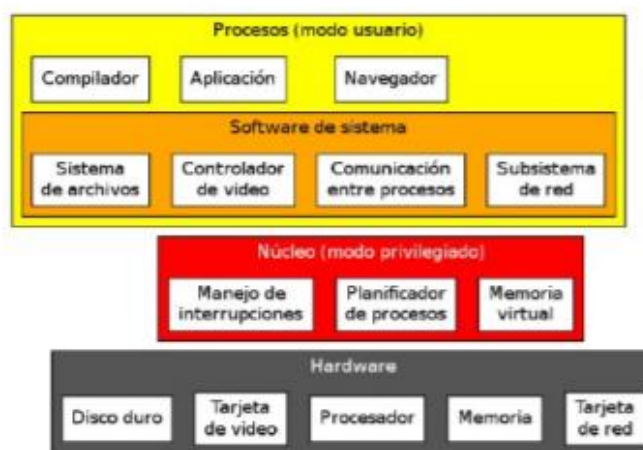 Procesos (modo usuario)
Compilador
Aplicación
Navegador
Software de sistema
Sistema
de archivos
Controlador
de video
Comunicación
entre procesos
Subsistema
de red
Núcleo (modo privilegiado)
Manejo de
interrupciones
Planificador
de procesos
Memoria
virtual
Hardware
Disco duro
Tarjeta
de video
Procesador
Memoria
Tarjeta
de red